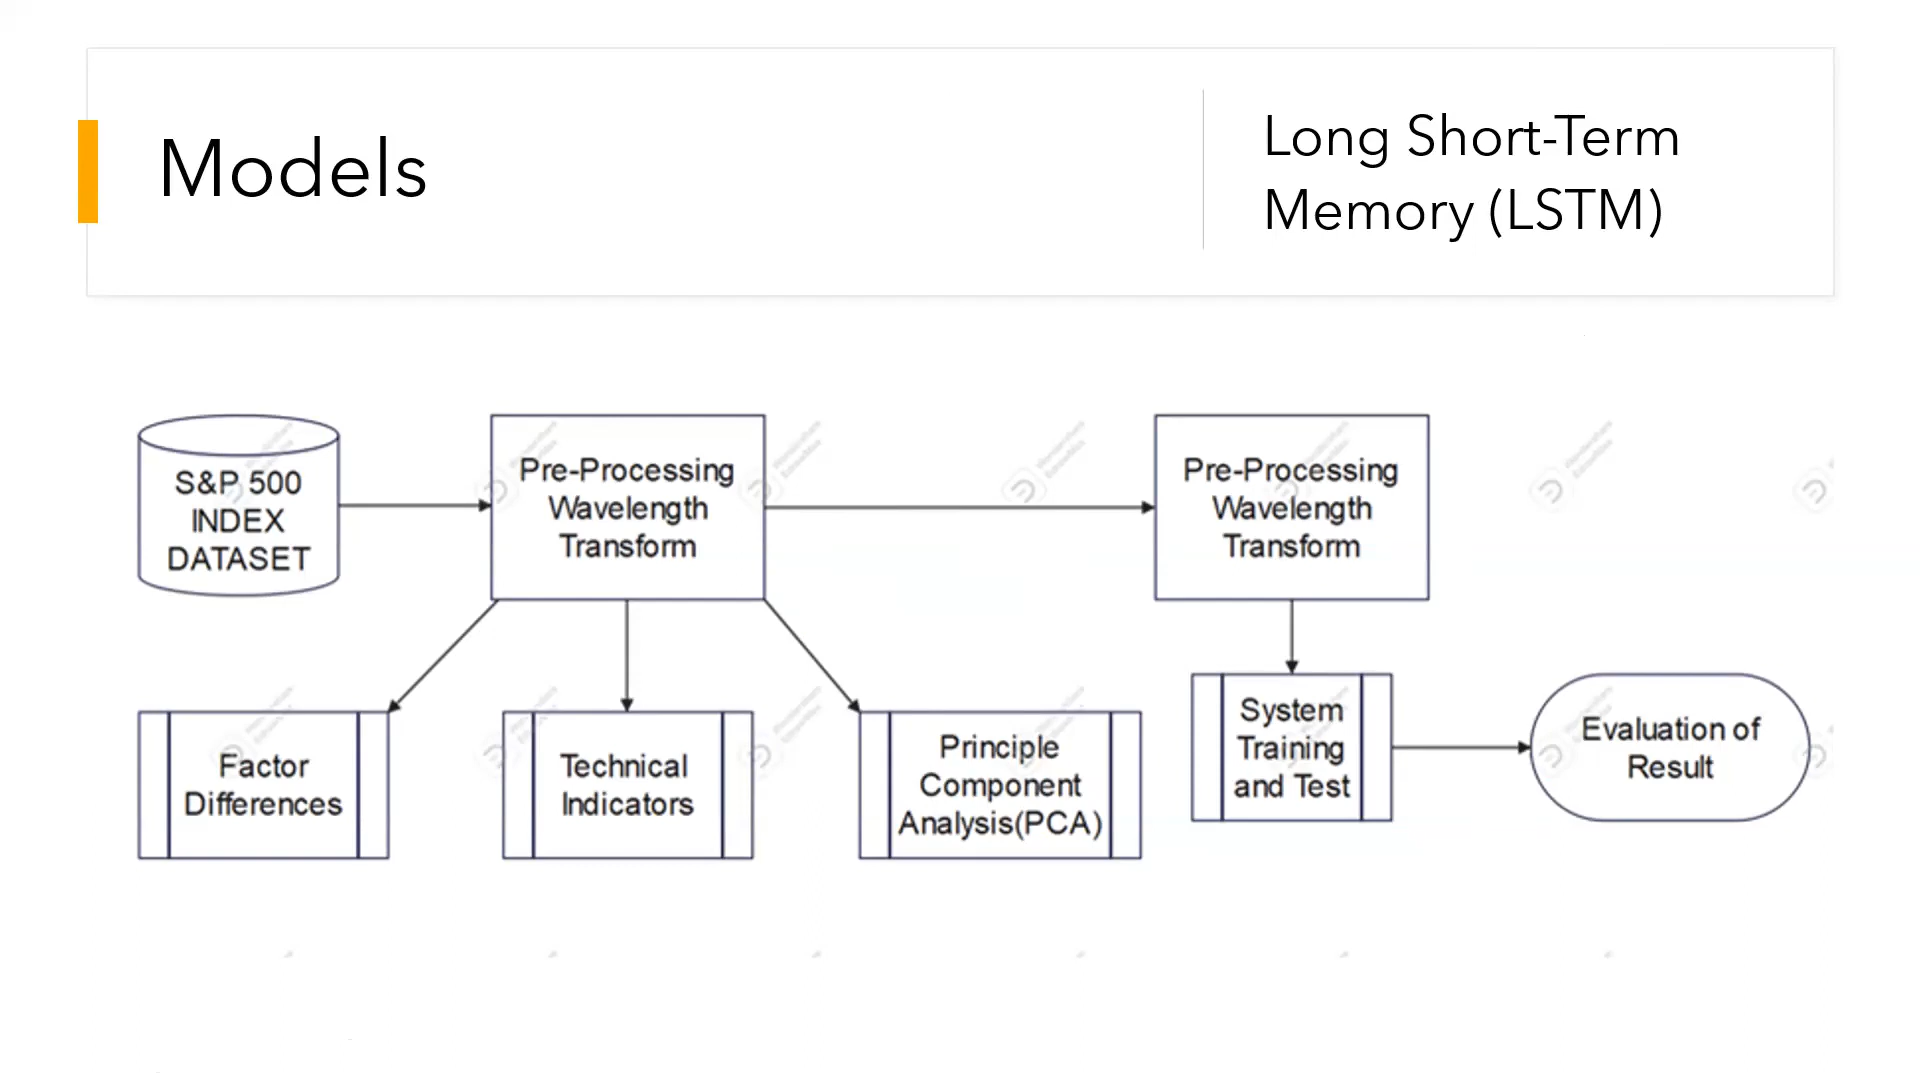 Models
Long Short-Term
Memory (LSTM)
S&P 500
INDEX
DATASET
Pre-Processing
Wavelength
Transform
Pre-Processing
Wavelength
Transform
Factor
Differences
Technical
Indicators
Principle
Component
Analysis(PCA)
System
Training
and Test
Evaluation of
Result